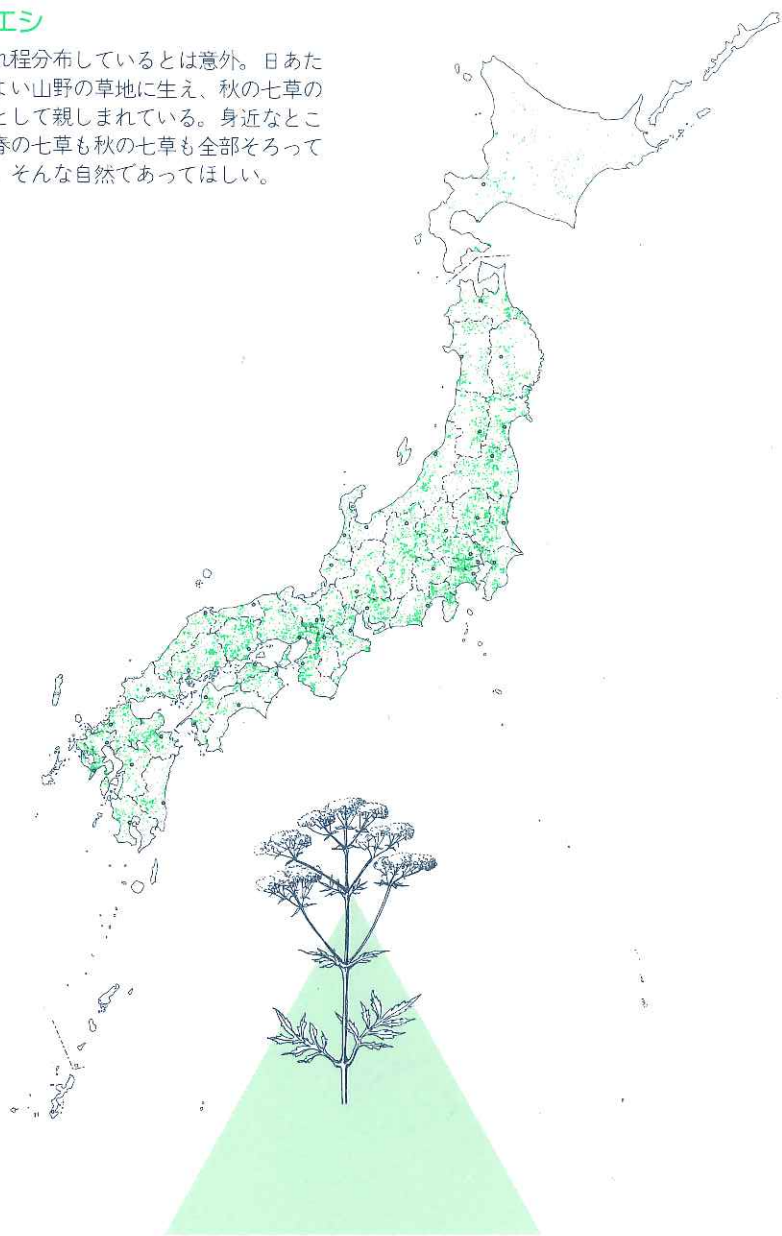 エシ
れ程分布しているとは意外。日あた
よい山野の草地に生え、秋の七草の
として親しまれている。身近なとこ
春の七草も秋の七草も全部そろって
、そんな自然であってほしい。